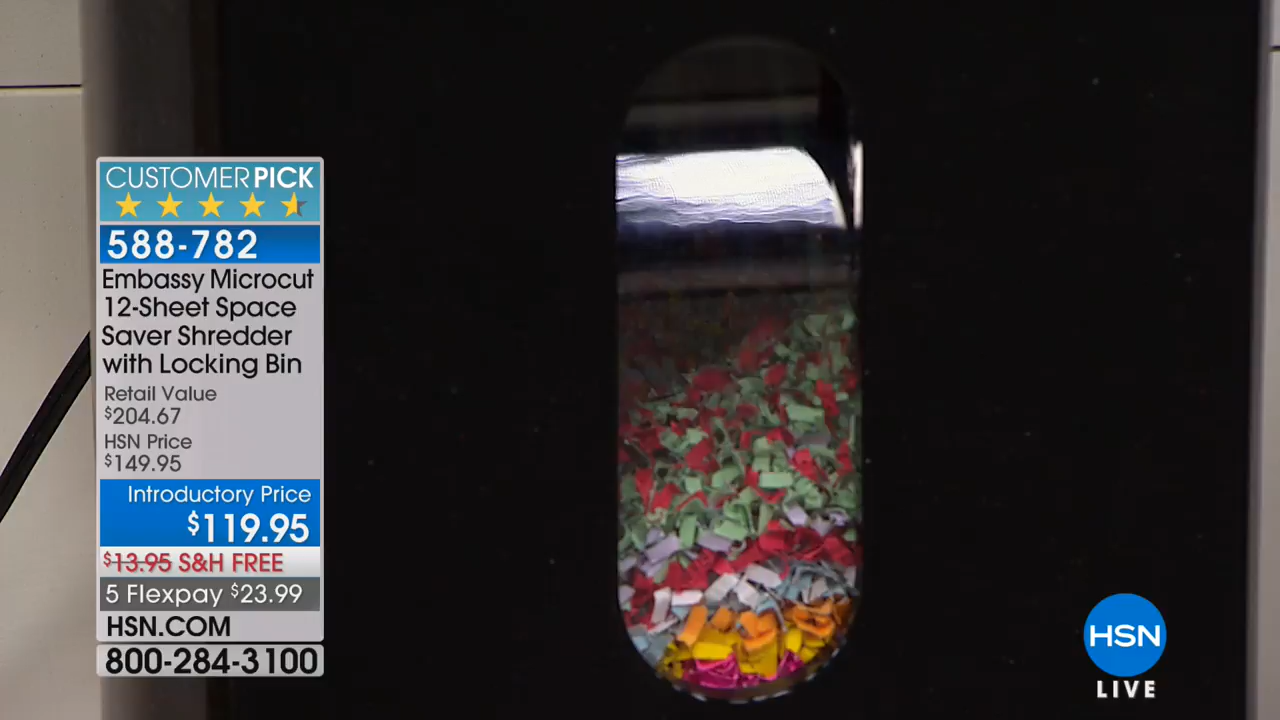 CUSTOMER PICK
588-782
Embassy Microcut
12-Sheet Space
Saver Shredder
with Locking Bin
Retail Value
$204.67
HSN Price
$149.95
Introductory Price
$119.95
$13.95 S&H FREE
5 Flexpay $23.99
HSN.COM
800-284-3100
HSN
LIVE